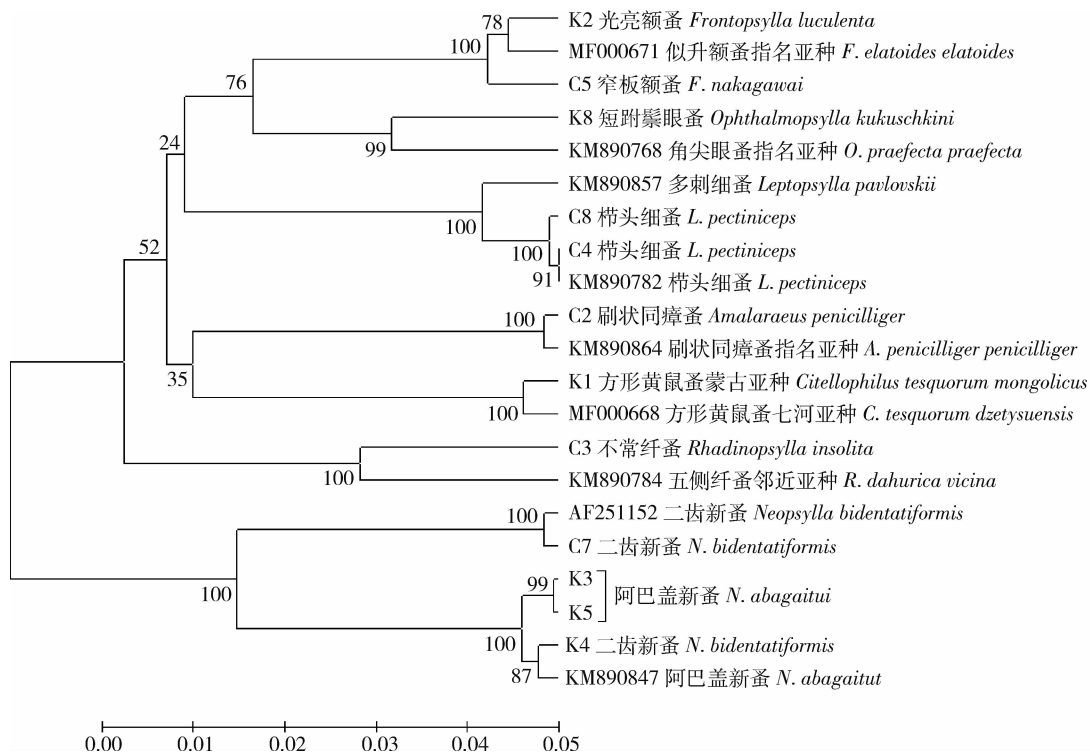 K2 光亮额蚤 Frontopsylla luculenta
78
100
MF000671 似升额蚤指名亚种 F. elatoides elatoides
C5 窄板额蚤 F. nakagawai
76
K8 短跗鬃眼蚤 Ophthalmopsylla kukuschkini
99
KM890768 角尖眼蚤指名亚种 O. praefecta praefecta
24
KM890857 多刺细蚤 Leptopsylla pavlovskii
100
C8 栉头细蚤 L. pectiniceps
100
C4 栉头细蚤 L. pectiniceps
52
91
KM890782 栉头细蚤 L. pectiniceps
C2 刷状同瘴蚤 Amalaraeus penicilliger
100
KM890864 刷状同瘴蚤指名亚种 A. penicilliger penicilliger
35
K1 方形黄鼠蚤蒙古亚种 Citellophilus tesquorum mongolicus
100
MF000668 方形黄鼠蚤七河亚种 C. tesquorum dzetysuensis
C3 不常纤蚤 Rhadinopsylla insolita
100
KM890784 五侧纤蚤邻近亚种 R. dahurica vicina
AF251152 二齿新蚤 Neopsylla bidentatiformis
100
C7 二齿新蚤 N. bidentatiformis
100
K3
99
阿巴盖新蚤 N. abagaitui
K5
100
K4 二齿新蚤 N. bidentatiformis
87
KM890847 阿巴盖新蚤 N. abagaitut
0.00 0.01 0.02 0.03 0.04 0.05